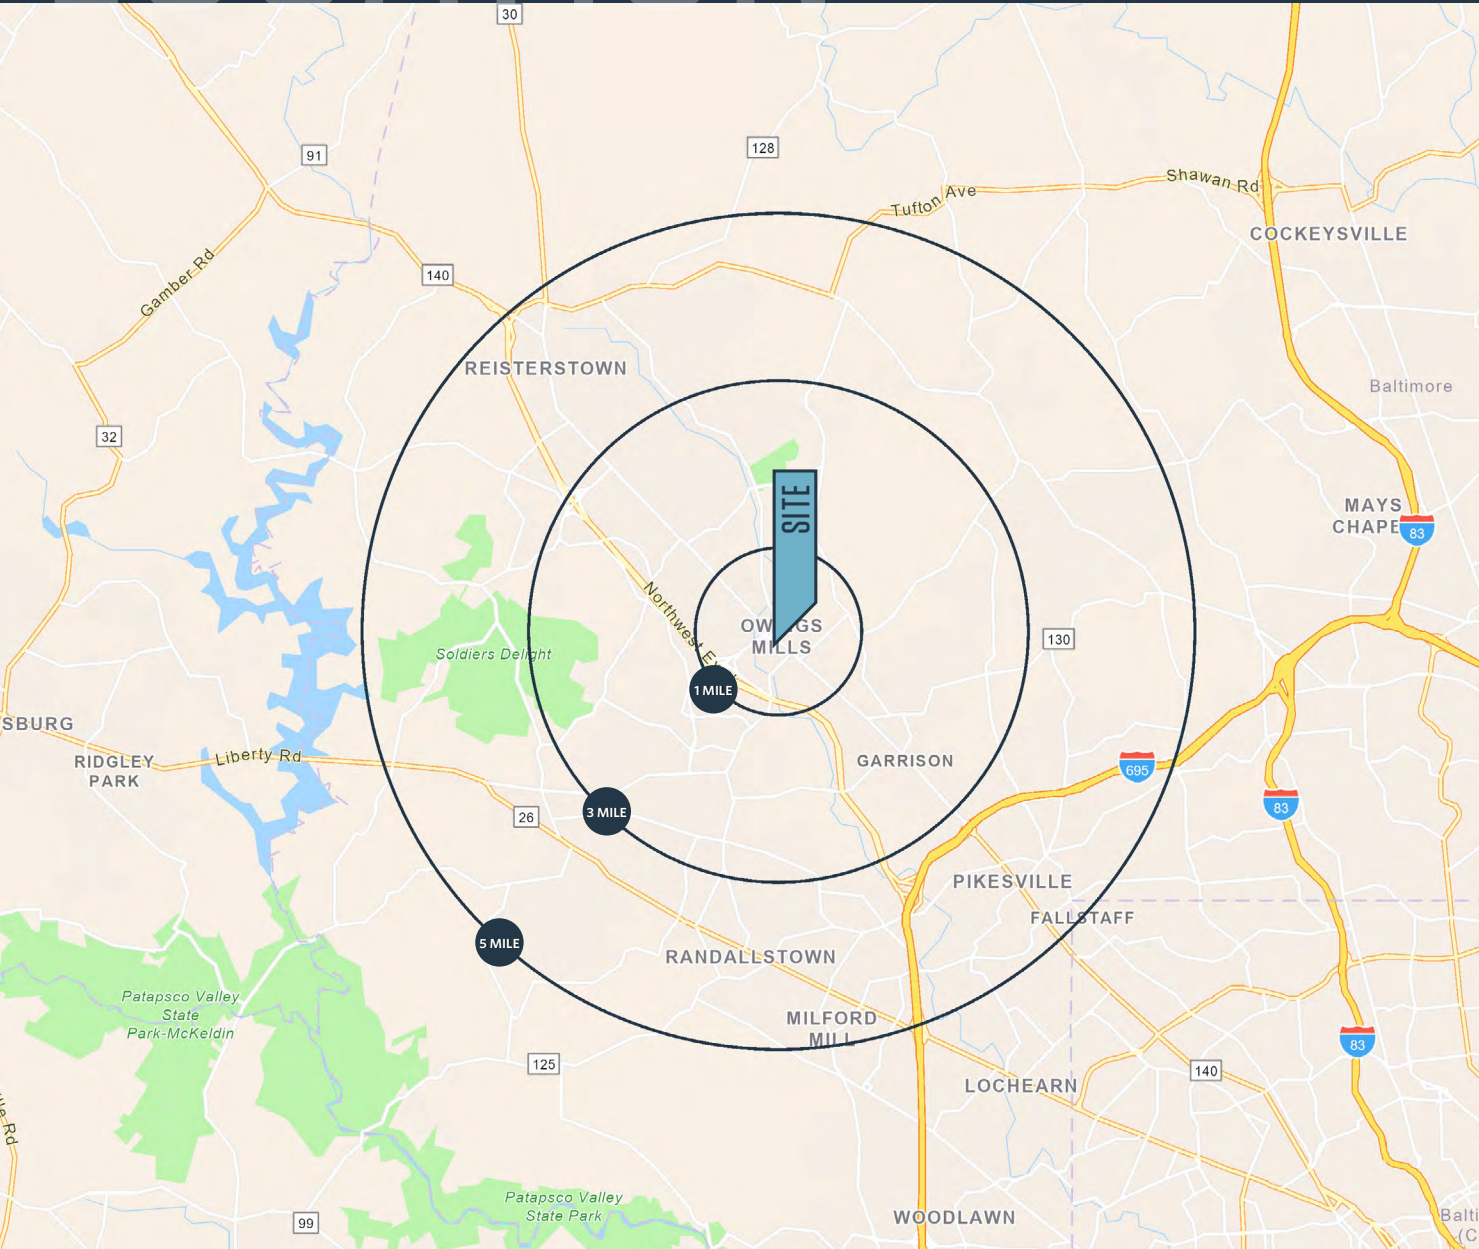 30
91
128
Shawan Rd
Tufton Ave
COCKEYSVILLE
Gamber Rd
140
REISTERSTOWN
Baltimore
32
SITE
MAYS
CHAPE
83
Northwest
Soldiers Delight
MILLS
130
1 MILE
SBURG
Liberty Rd
RIDGLEY
PARK
GARRISON
695
83
3 MILE
26
PIKESVILLE
FALLSTAFF
5 MILE
RANDALLSTOWN
Patapsco Valley
State
Park-McKeldin
MILFORD
MILL
83
125
140
LOCHEARN
Rd
Patapsco Valley
State Park
99
WOODLAWN
Balti
(C